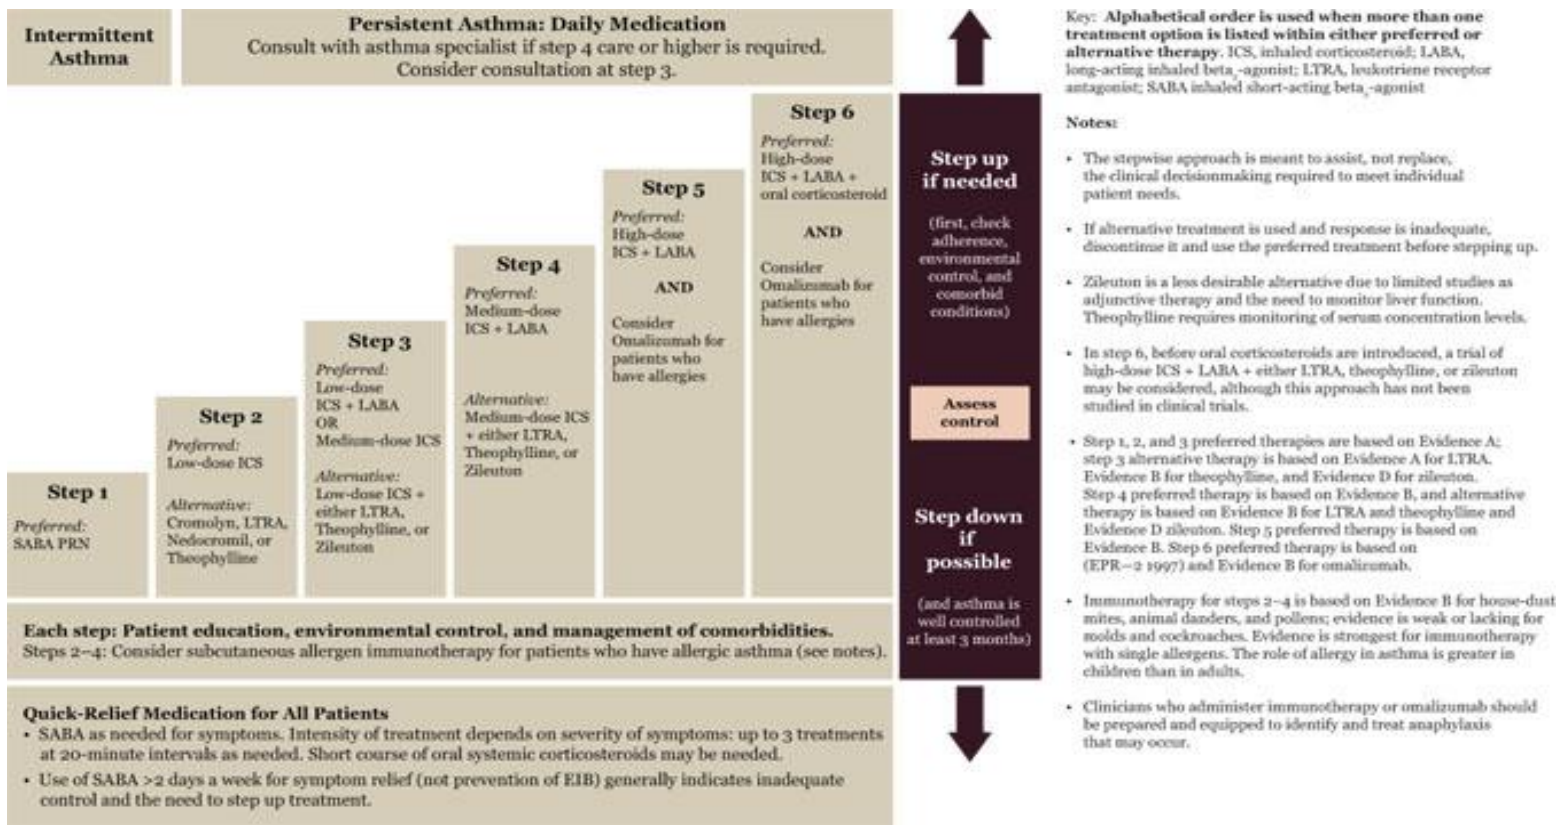 Intermittent
Asthma
Persistent Asthma: Daily Medication
Consult with asthma specialist if step 4 care or higher is required.
Consider consultation at step 3.
Step 1
Preferred:
SABA PRN
Step 2
Preferred:
Low-dose ICS
Alternative:
Cromolyn, LTRA,
Nedocromil, or
Theophylline
Step 3
Preferred:
Low-dose
ICS + LABA
OR
Medium-dose ICS
Alternative:
Low-dose ICS +
either LTRA,
Theophylline, or
Zileuton
Step 4
Preferred:
Medium-dose
ICS + LABA
Alternative:
Medium-dose ICS
+ either LTRA,
Theophylline, or
Zileuton
Step 5
Preferred:
High-dose
ICS + LABA
AND
Consider
Omalizumab for
patients who
have allergies
Step 6
Preferred:
High-dose
ICS + LABA +
oral corticosteroid
AND
Consider
Omalizumab for
patients who
have allergies
Each step: Patient education, environmental control, and management of comorbidities.
Steps 2–4: Consider subcutaneous allergen immunotherapy for patients who have allergic asthma (see notes).
Quick-Relief Medication for All Patients
• SABA as needed for symptoms. Intensity of treatment depends on severity of symptoms: up to 3 treatments
at 20-minute intervals as needed. Short course of oral systemic corticosteroids may be needed.
• Use of SABA >2 days a week for symptom relief (not prevention of EIB) generally indicates inadequate
control and the need to step up treatment.
Step up
if needed
(first, check
adherence,
environmental
control, and
comorbid
conditions)
Assess
control
Step down
if
possible
(and asthma is
well controlled
at least 3 months)
Key: Alphabetical order is used when more than one
treatment option is listed within either preferred or
alternative therapy. ICS, inhaled corticosteroid; LABA,
long-acting inhaled beta₂-agonist; LTRA, leukotriene receptor
antagonist; SABA inhaled short-acting beta₂-agonist
Notes:
• The stepwise approach is meant to assist, not replace,
the clinical decisionmaking required to meet individual
patient needs.
• If alternative treatment is used and response is inadequate,
discontinue it and use the preferred treatment before stepping up.
• Zileuton is a less desirable alternative due to limited studies as
adjunctive therapy and the need to monitor liver function.
Theophylline requires monitoring of serum concentration levels.
• In step 6, before oral corticosteroids are introduced, a trial of
high-dose ICS + LABA + either LTRA, theophylline, or zileuton
may be considered, although this approach has not been
studied in clinical trials.
• Step 1, 2, and 3 preferred therapies are based on Evidence A;
step 3 alternative therapy is based on Evidence A for LTRA.
Evidence B for theophylline, and Evidence D for zileuton.
Step 4 preferred therapy is based on Evidence B, and alternative
therapy is based on Evidence B for LTRA and theophylline and
Evidence D zileuton. Step 5 preferred therapy is based on
Evidence B. Step 6 preferred therapy is based on
(EPR—2 1997) and Evidence B for omalizumab.
• Immunotherapy for steps 2–4 is based on Evidence B for house-dust
mites, animal danders, and pollens; evidence is weak or lacking for
molds and cockroaches. Evidence is strongest for immunotherapy
with single allergens. The role of allergy in asthma is greater in
children than in adults.
• Clinicians who administer immunotherapy or omalizumab should
be prepared and equipped to identify and treat anaphylaxis
that may occur.